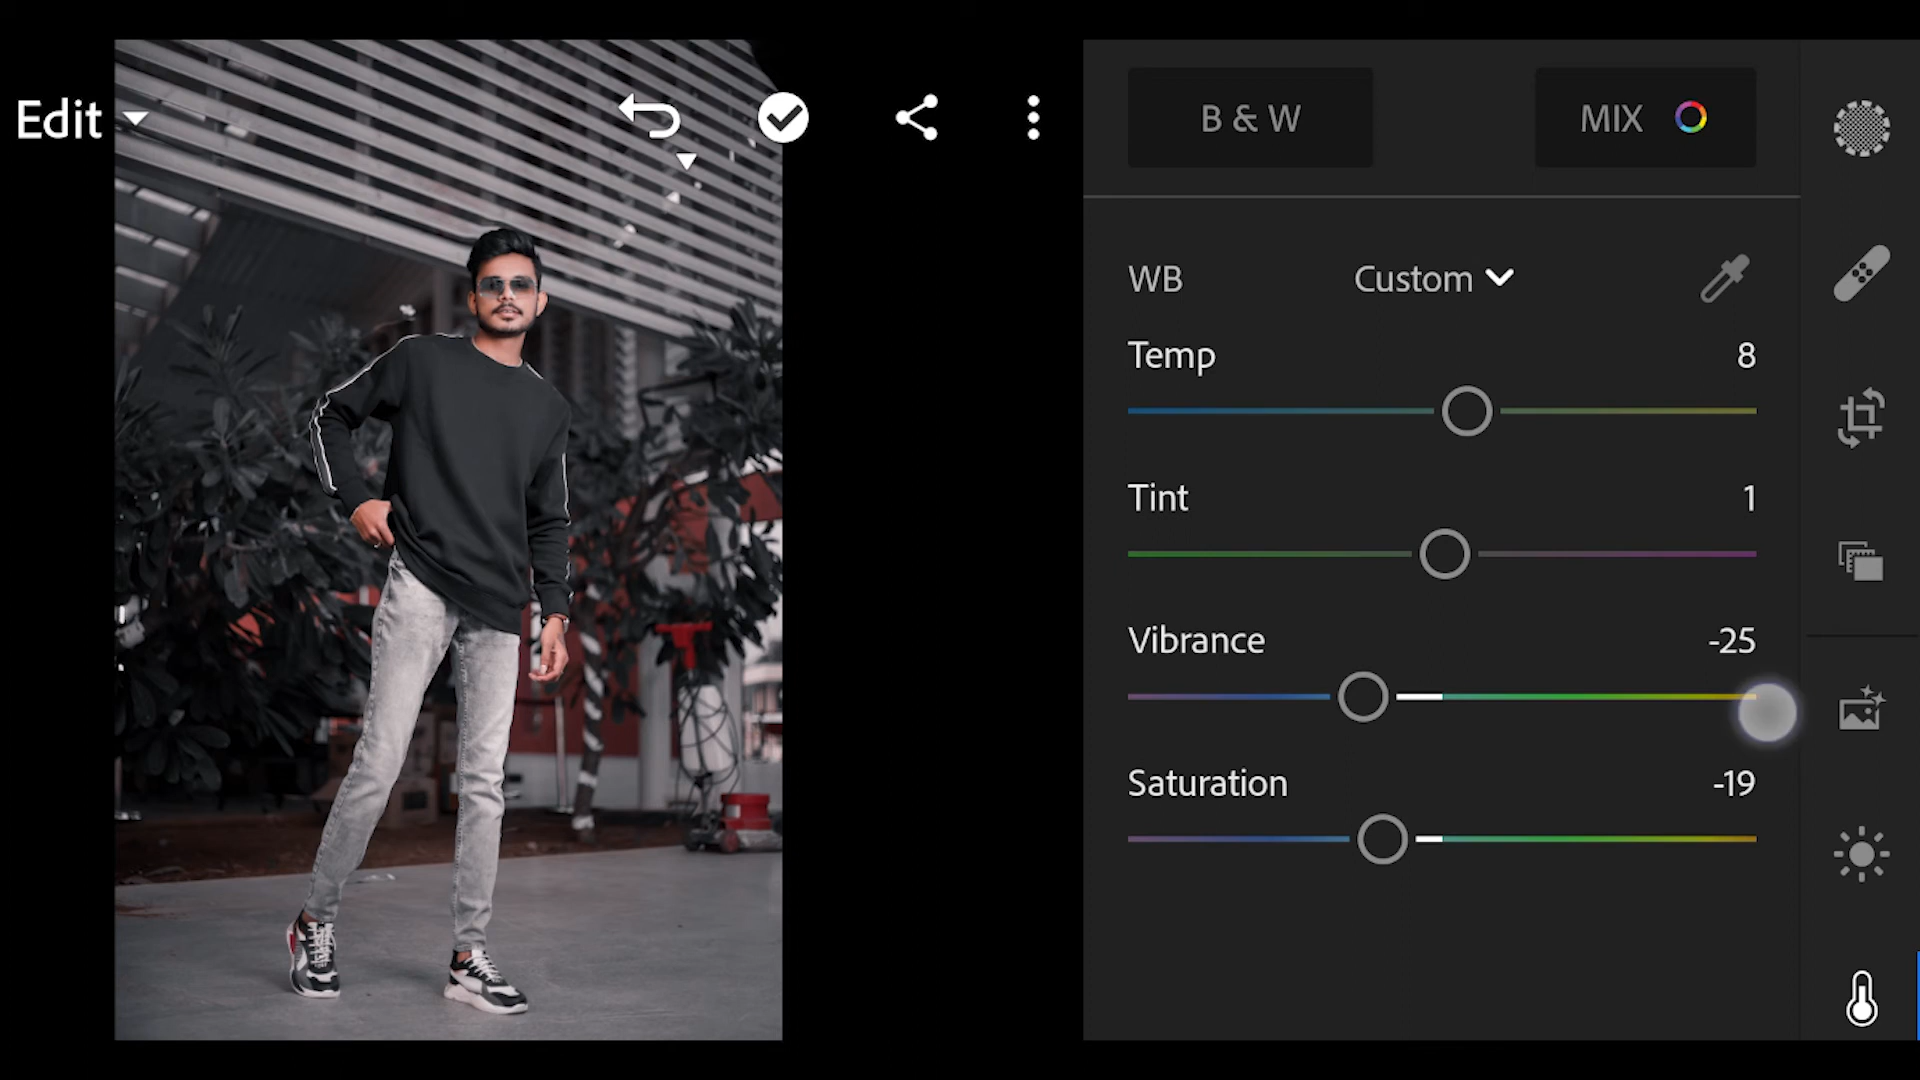 Edit
B & W
MIX
WB
Custom
Temp
8
Tint
1
Vibrance
-25
Saturation
-19